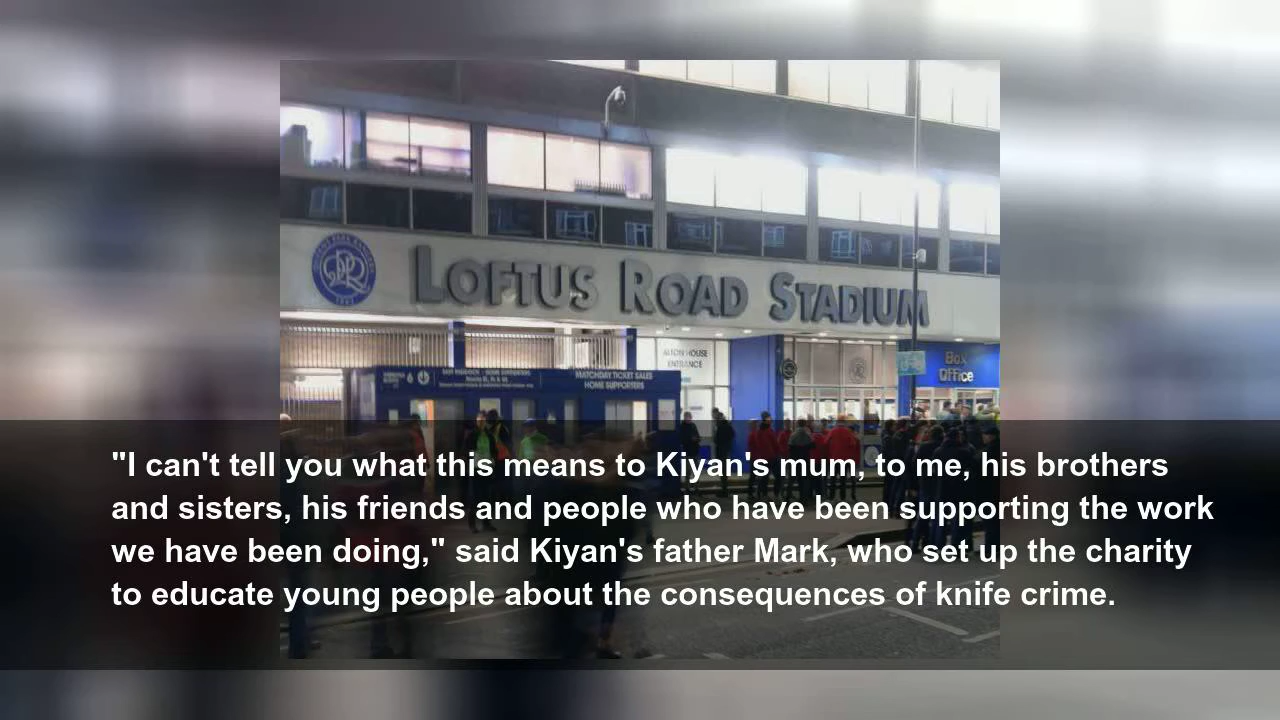 LOFTUS ROAD STADIUM
ALTON HOUSE
ENTRANCE
Box
Office
MATCHDAY TICKET SALES
HOME SUPPORTERS
"I can't tell you what this means to Kiyan's mum, to me, his brothers
and sisters, his friends and people who have been supporting the work
we have been doing," said Kiyan's father Mark, who set up the charity
to educate young people about the consequences of knife crime.